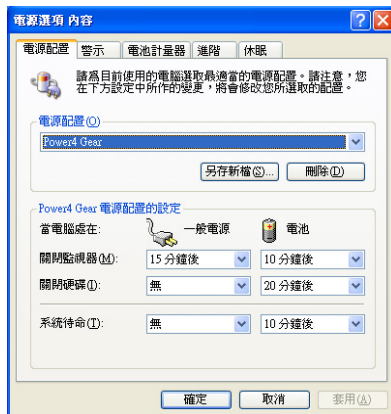 電源選項 內容
電源配置 警示 電池計量器 進階 休眠
請為目前使用的電腦選取最適當的電源配置。請注意，您
在下方設定中所作的變更，將會修改您所選取的配置。
電源配置(O)
Power4 Gear
另存新檔(S)... 刪除(D)
Power4 Gear 電源配置的設定
當電腦處在: 一般電源 電池
關閉監視器(M): 15 分鐘後 10 分鐘後
關閉硬碟(I): 無 20 分鐘後
系統待命(T): 無 10 分鐘後
確定 取消 套用(A)